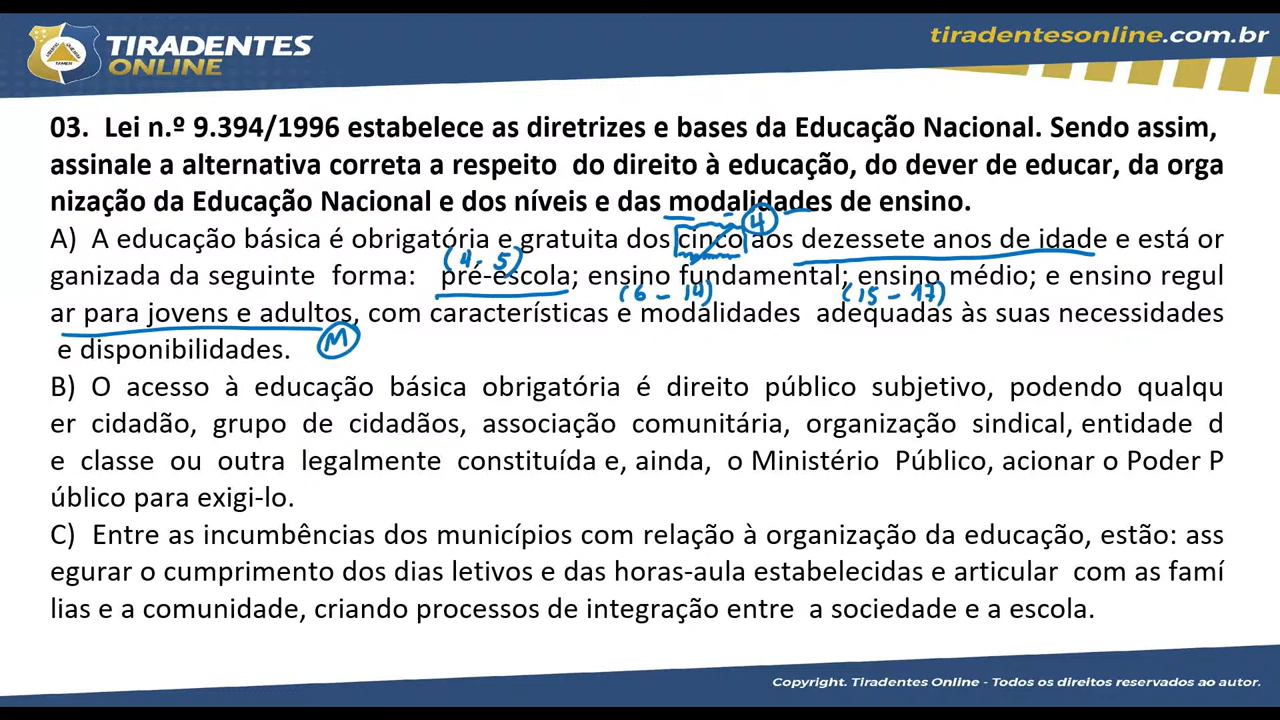 TIRADENTES
ONLINE
tiradentesonline.com.br
03. Lei n.º 9.394/1996 estabelece as diretrizes e bases da Educação Nacional. Sendo assim,
assinale a alternativa correta a respeito do direito à educação, do dever de educar, da orga
nização da Educação Nacional e dos níveis e das modalidades de ensino.
4
A) A educação básica é obrigatória e gratuita dos cinco aos dezessete anos de idade e está or
(4, 5)
ganizada da seguinte forma: pré-escola; ensino fundamental; ensino médio; e ensino regul
(6 - 14) (15 - 17)
ar para jovens e adultos, com características e modalidades adequadas às suas necessidades
M
e disponibilidades.
B) O acesso à educação básica obrigatória é direito público subjetivo, podendo qualqu
er cidadão, grupo de cidadãos, associação comunitária, organização sindical, entidade d
e classe ou outra legalmente constituída e, ainda, o Ministério Público, acionar o Poder P
úblico para exigi-lo.
C) Entre as incumbências dos municípios com relação à organização da educação, estão: ass
egurar o cumprimento dos dias letivos e das horas-aula estabelecidas e articular com as famí
lias e a comunidade, criando processos de integração entre a sociedade e a escola.
Copyright. Tiradentes Online - Todos os direitos reservados ao autor.